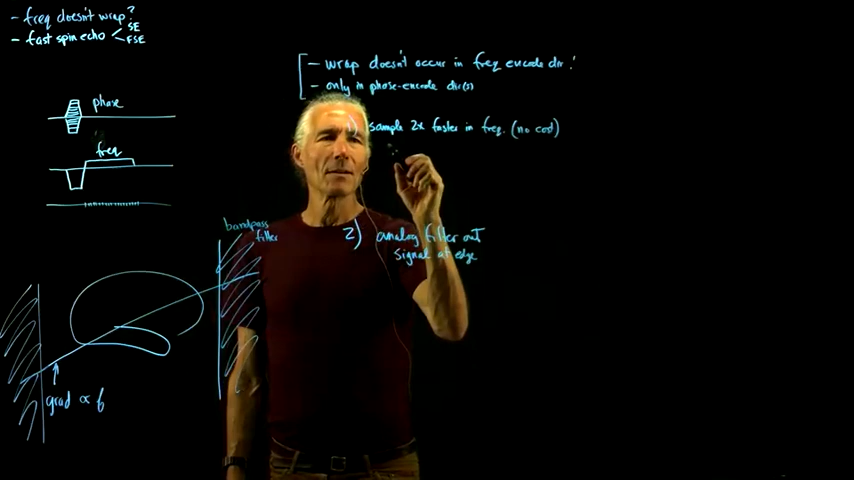 - freq doesn't wrap?
- fast spin echo < SE
FSE
- wrap doesn't occur in freq encode dir!
- only in phase-encode dir(s)
1) sample 2x faster in freq. (no cost)
phase
freq
bandpass
filter
2) analog filter out
signal at edge
grad ∝ f